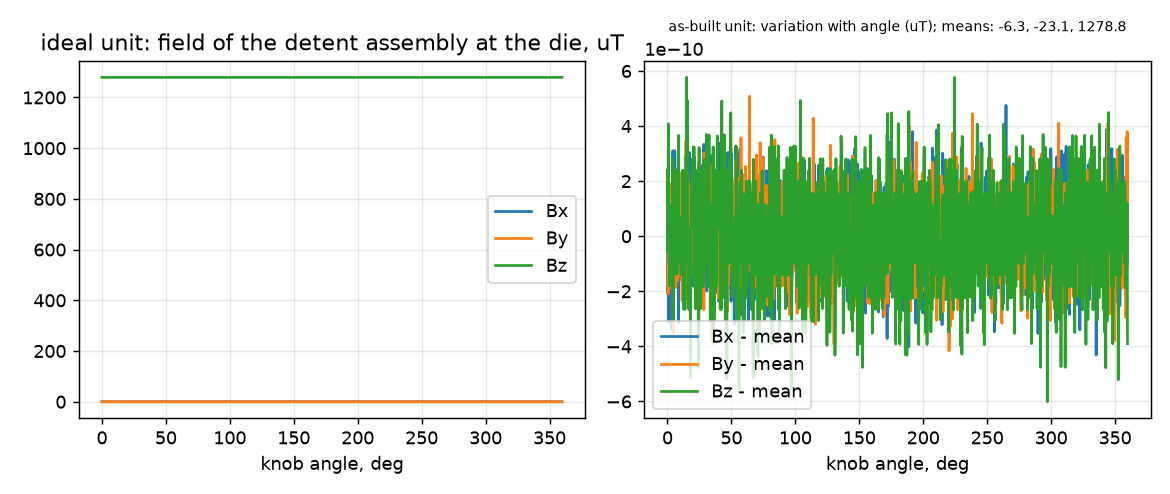 ideal unit: field of the detent assembly at the die, uT
1200
1000
800
600
400
200
0
0 50 100 150 200 250 300 350
knob angle, deg
Bx
By
Bz
as-built unit: variation with angle (uT); means: -6.3, -23.1, 1278.8
1e−10
6
4
2
0
−2
−4
−6
0 50 100 150 200 250 300 350
knob angle, deg
Bx - mean
By - mean
Bz - mean